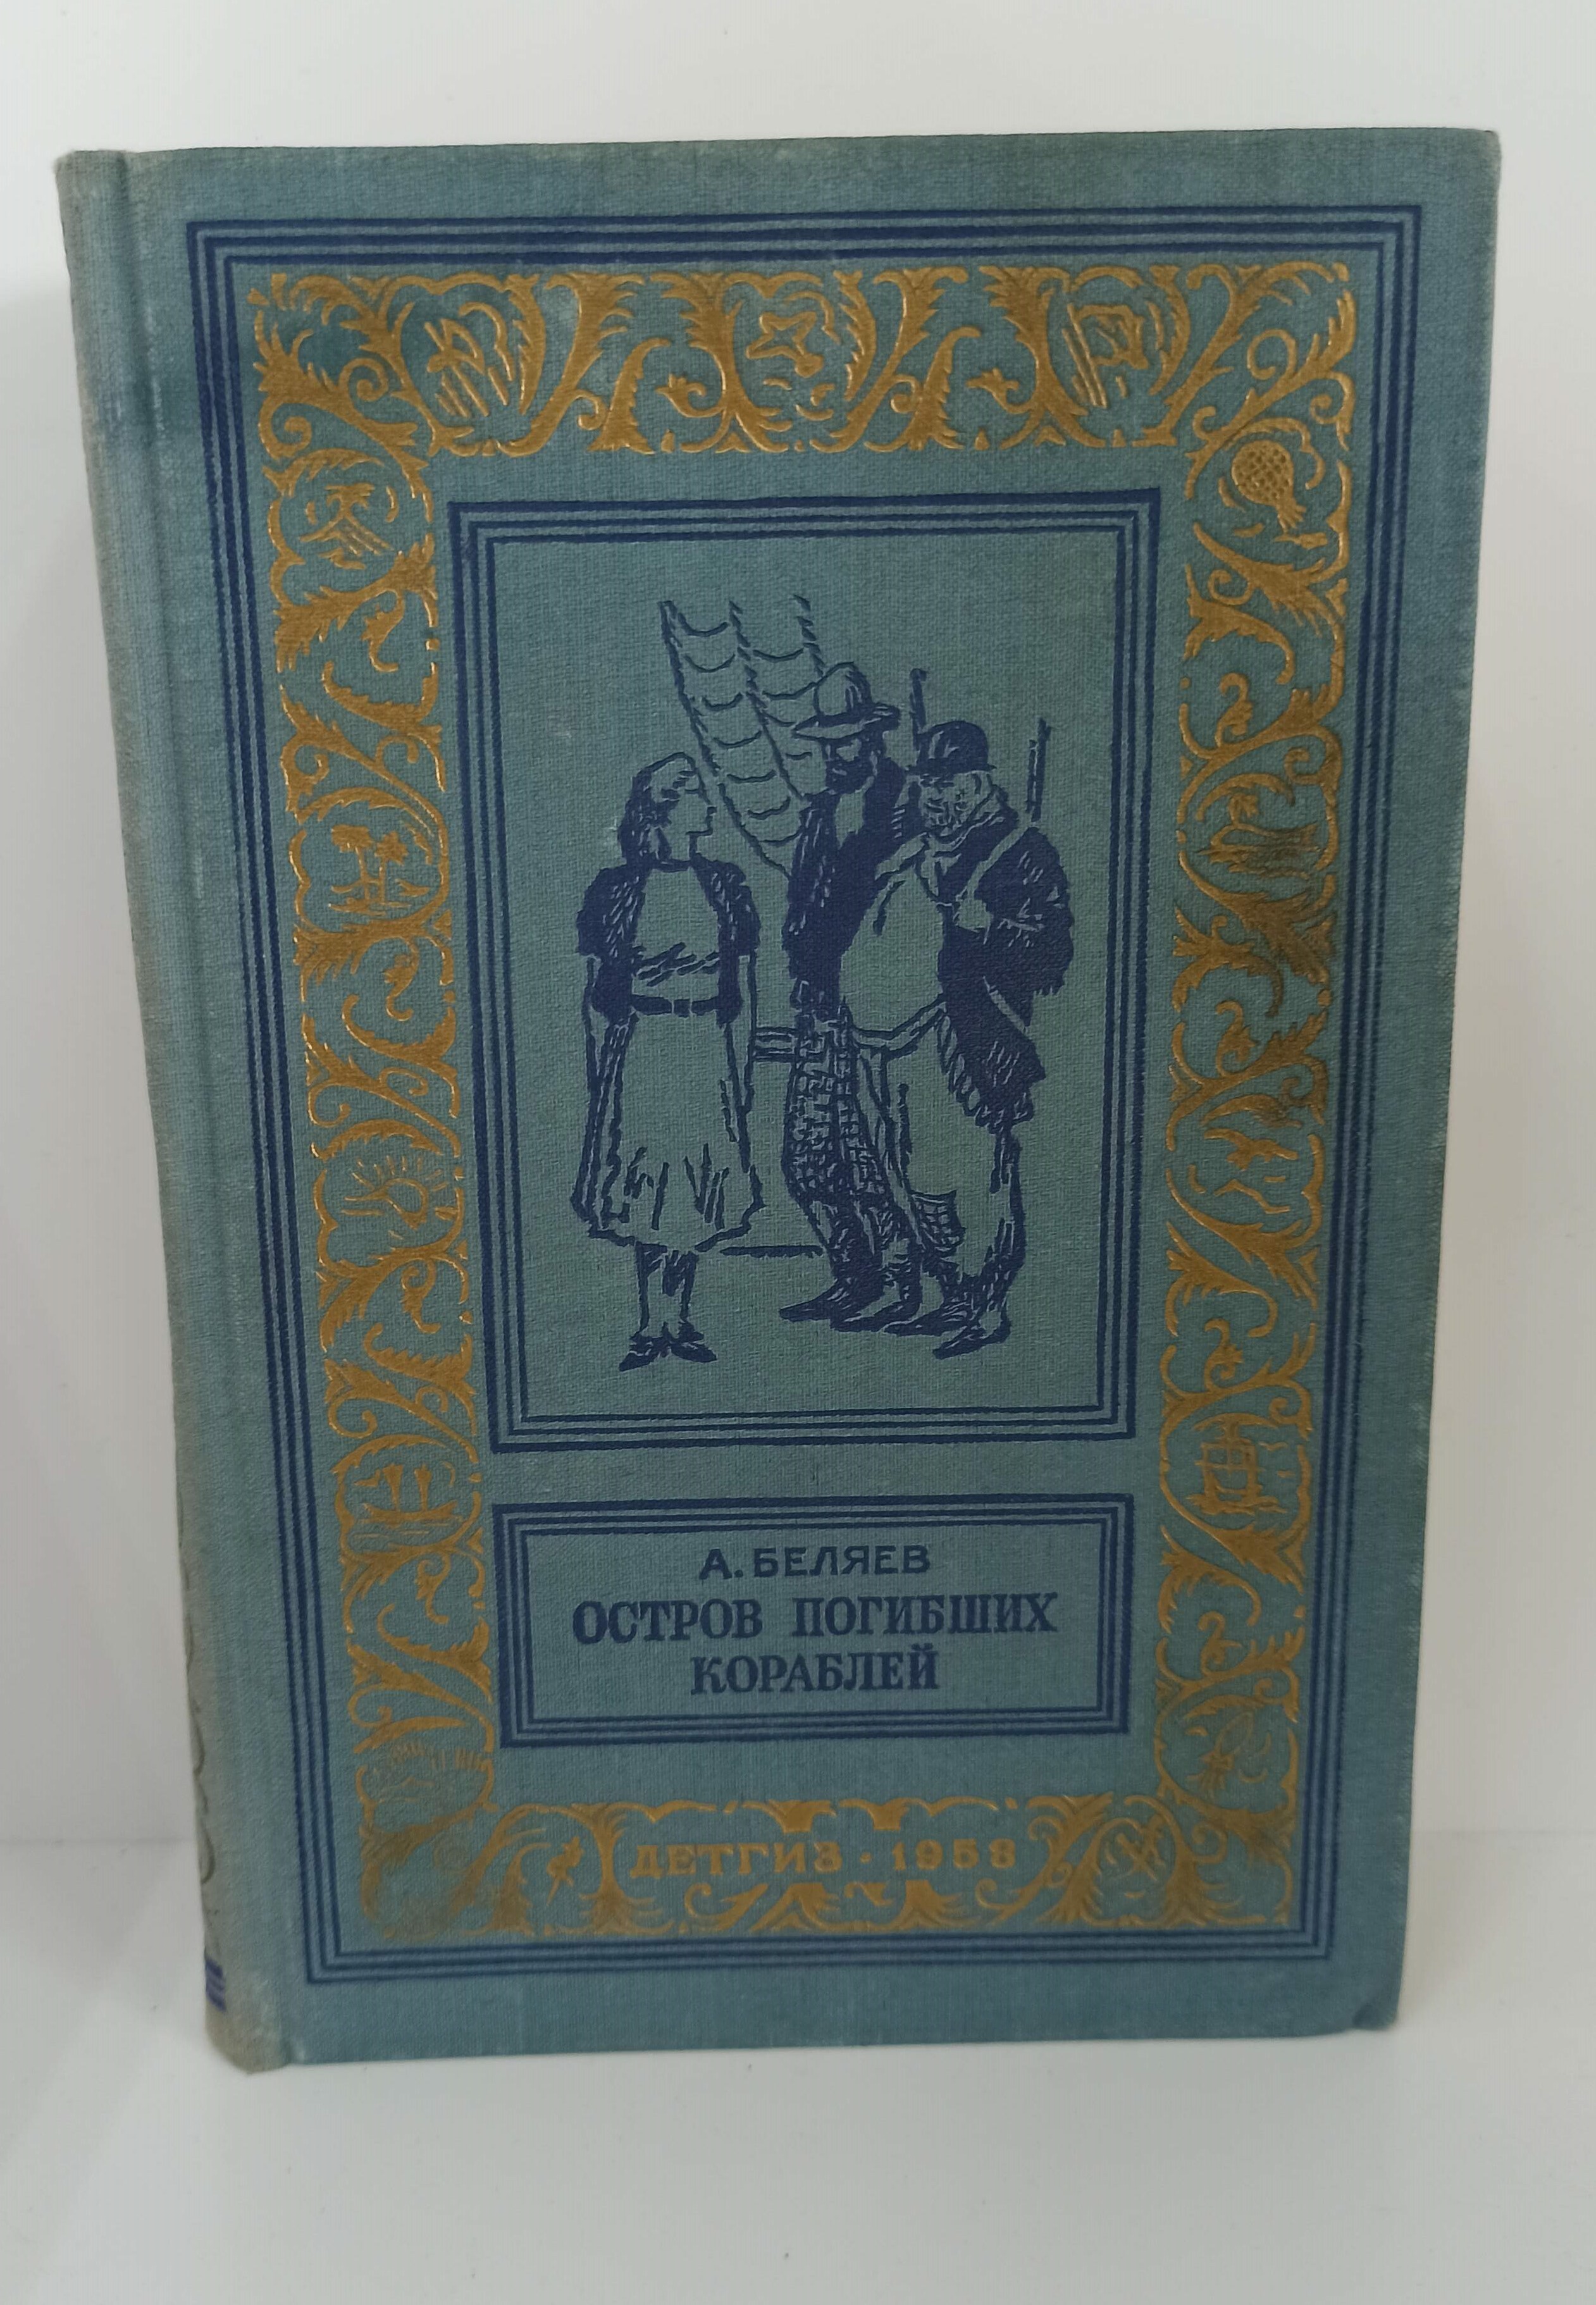 А. БЕЛЯЕВ
ОСТРОВ ПОГИБШИХ
КОРАБЛЕЙ
ДЕТГИЗ · 1958